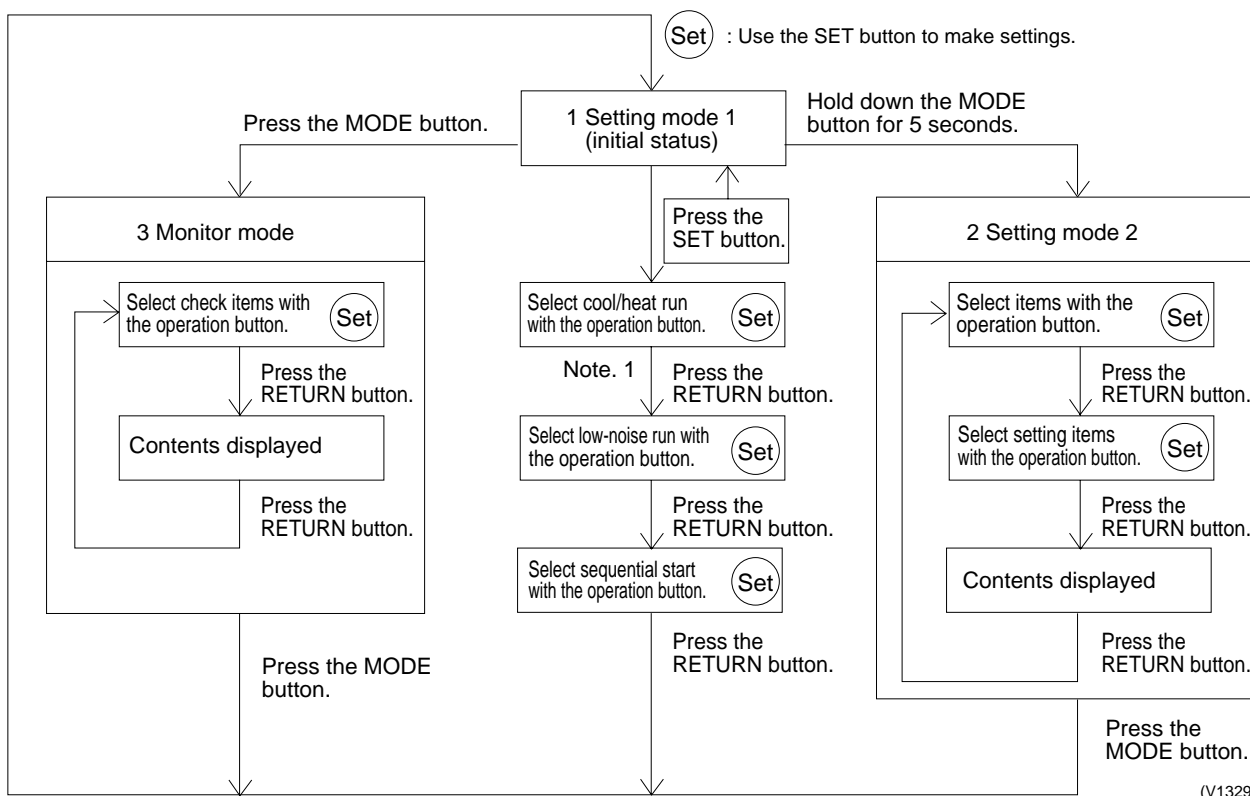 Set : Use the SET button to make settings.
Press the MODE button.
1 Setting mode 1
(initial status)
Hold down the MODE
button for 5 seconds.
Press the
SET button.
3 Monitor mode
Select check items with
the operation button.
Set
Press the
RETURN button.
Contents displayed
Press the
RETURN button.
Press the MODE
button.
Select cool/heat run
with the operation button.
Set
Note. 1
Press the
RETURN button.
Select low-noise run with
the operation button.
Set
Press the
RETURN button.
Select sequential start
with the operation button.
Set
Press the
RETURN button.
2 Setting mode 2
Select items with the
operation button.
Set
Press the
RETURN button.
Select setting items
with the operation button.
Set
Press the
RETURN button.
Contents displayed
Press the
RETURN button.
Press the
MODE button.
(V1329